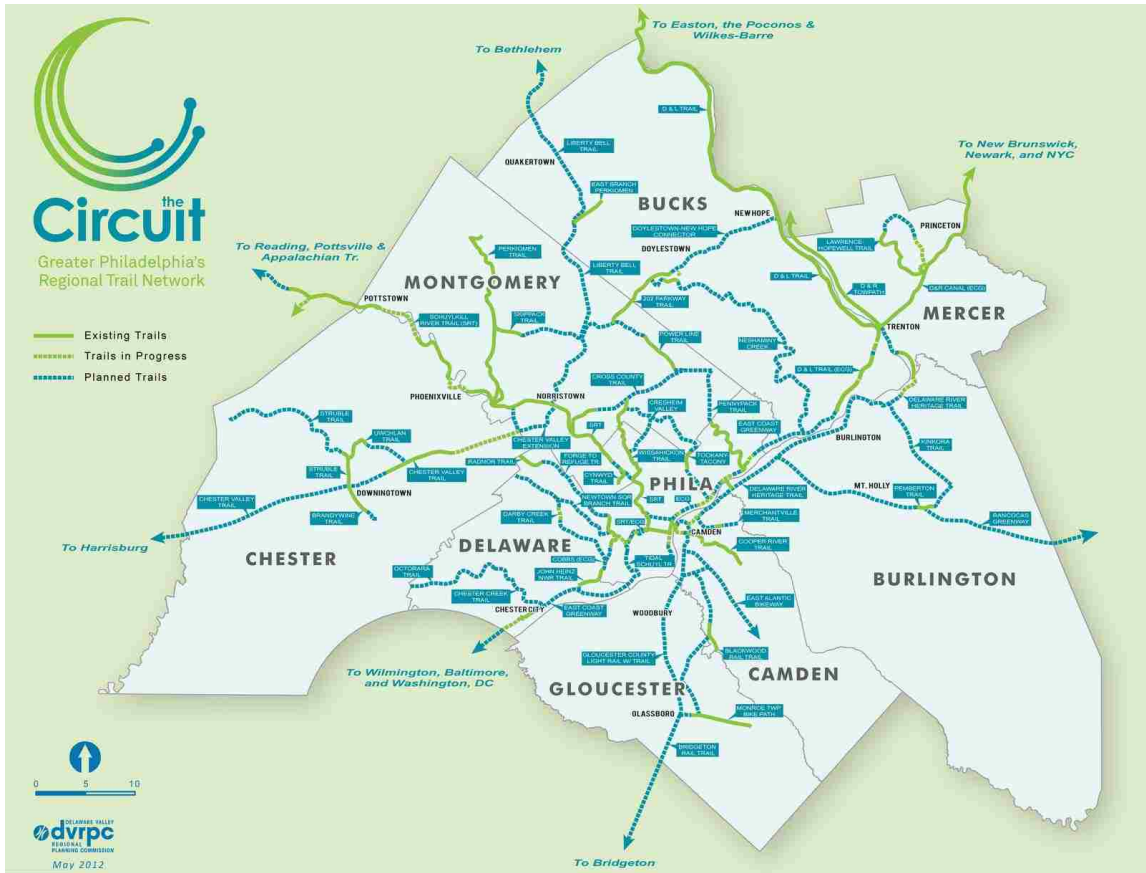 the
Circuit
Greater Philadelphia's
Regional Trail Network
Existing Trails
Trails in Progress
Planned Trails
To Easton, the Poconos &
Wilkes-Barre
To Bethlehem
D & L TRAIL
To New Brunswick,
Newark, and NYC
LIBERTY BELL
TRAIL
QUAKERTOWN
EAST BRANCH
PERKIOMEN
BUCKS
NEW HOPE
DOYLESTOWN-NEW HOPE
CONNECTOR
DOYLESTOWN
PRINCETON
LAWRENCE-
HOPEWELL TRAIL
To Reading, Pottsville &
Appalachian Tr.
PERKIOMEN
TRAIL
LIBERTY BELL
TRAIL
MONTGOMERY
D & L TRAIL
D & R
TOWPATH
D&R CANAL (ECG)
POTTSTOWN
202 PARKWAY
TRAIL
SCHUYLKILL
RIVER TRAIL (SRT)
SKIPPACK
TRAIL
MERCER
TRENTON
POWER LINE
TRAIL
NESHAMINY
CREEK
D & L TRAIL (ECG)
CROSS COUNTY
TRAIL
PHOENIXVILLE
NORRISTOWN
CRESHEIM
VALLEY
PENNYPACK
TRAIL
DELAWARE RIVER
HERITAGE TRAIL
STRUBLE
TRAIL
UWCHLAN
TRAIL
CHESTER VALLEY
EXTENSION
SRT
EAST COAST
GREENWAY
BURLINGTON
KINKORA
TRAIL
STRUBLE
TRAIL
CHESTER VALLEY
TRAIL
RADNOR TRAIL
FORGE TO
REFUGE TR.
WISSAHICKON
TRAIL
TOOKANY
TACONY
CYNWYD
TRAIL
PHILA
DELAWARE RIVER
HERITAGE TRAIL
MT. HOLLY
PEMBERTON
TRAIL
DOWNINGTOWN
CHESTER VALLEY
TRAIL
BRANDYWINE
TRAIL
NEWTOWN SQR
BRANCH TRAIL
SRT
ECG
DARBY CREEK
TRAIL
MERCHANTVILLE
TRAIL
RANCOCAS
GREENWAY
SRT/ECG
CAMDEN
To Harrisburg
CHESTER
DELAWARE
COOPER RIVER
TRAIL
COBBS (ECG)
TIDAL
SCHUYL TR.
OCTORARA
TRAIL
JOHN HEINZ
NWR TRAIL
BURLINGTON
CHESTER CREEK
TRAIL
EAST COAST
GREENWAY
CHESTER CITY
WOODBURY
EAST ALANTIC
BIKEWAY
BLACKWOOD
RAIL TRAIL
GLOUCESTER COUNTY
LIGHT RAIL W/ TRAIL
To Wilmington, Baltimore,
and Washington, DC
GLOUCESTER
CAMDEN
GLASSBORO
MONROE TWP
BIKE PATH
BRIDGETON
RAIL TRAIL
To Bridgeton
0 5 10
DELAWARE VALLEY
dvrpc
REGIONAL
PLANNING COMMISSION
May 2012